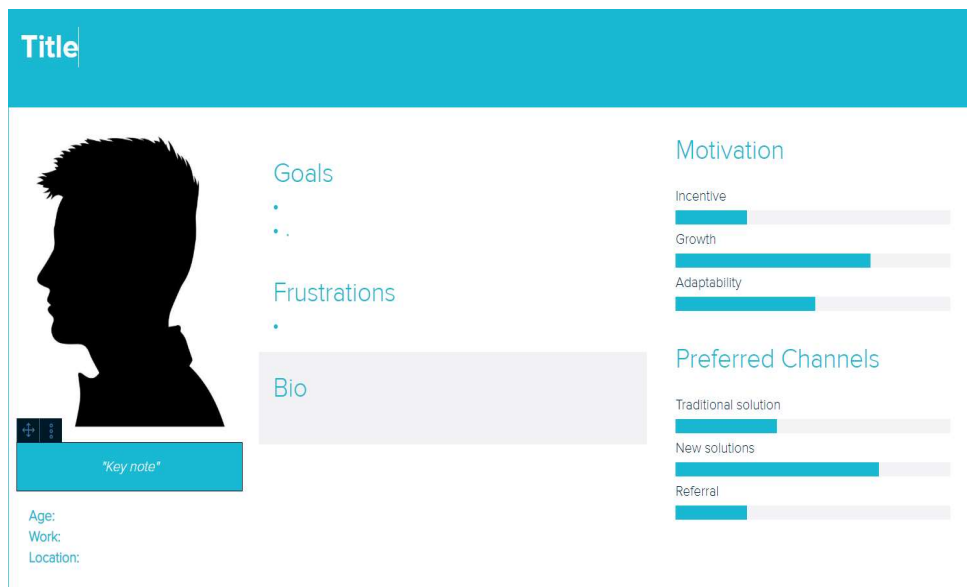 Title
"Key note"
Age:
Work:
Location:
Goals
•
• .
Frustrations
•
Bio
Motivation
Incentive
Growth
Adaptability
Preferred Channels
Traditional solution
New solutions
Referral